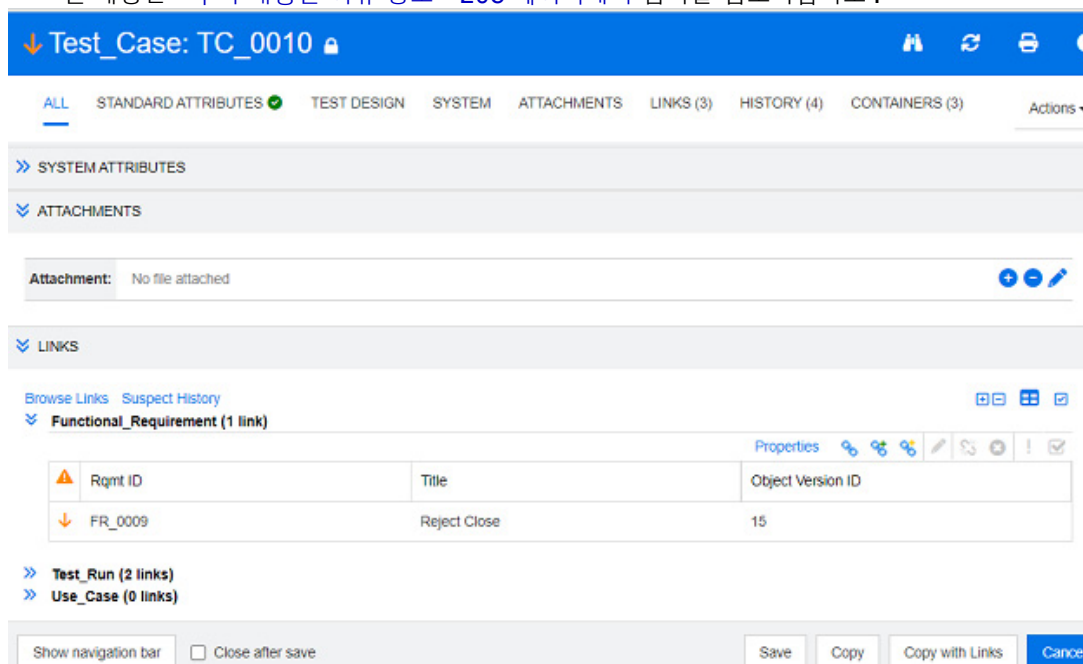 Test_Case: TC_0010
ALL STANDARD ATTRIBUTES TEST DESIGN SYSTEM ATTACHMENTS LINKS (3) HISTORY (4) CONTAINERS (3) Actions
SYSTEM ATTRIBUTES
ATTACHMENTS
Attachment: No file attached
LINKS
Browse Links Suspect History
Functional_Requirement (1 link)
Properties
Rqmt ID Title Object Version ID
FR_0009 Reject Close 15
Test_Run (2 links)
Use_Case (0 links)
Show navigation bar Close after save Save Copy Copy with Links Cance